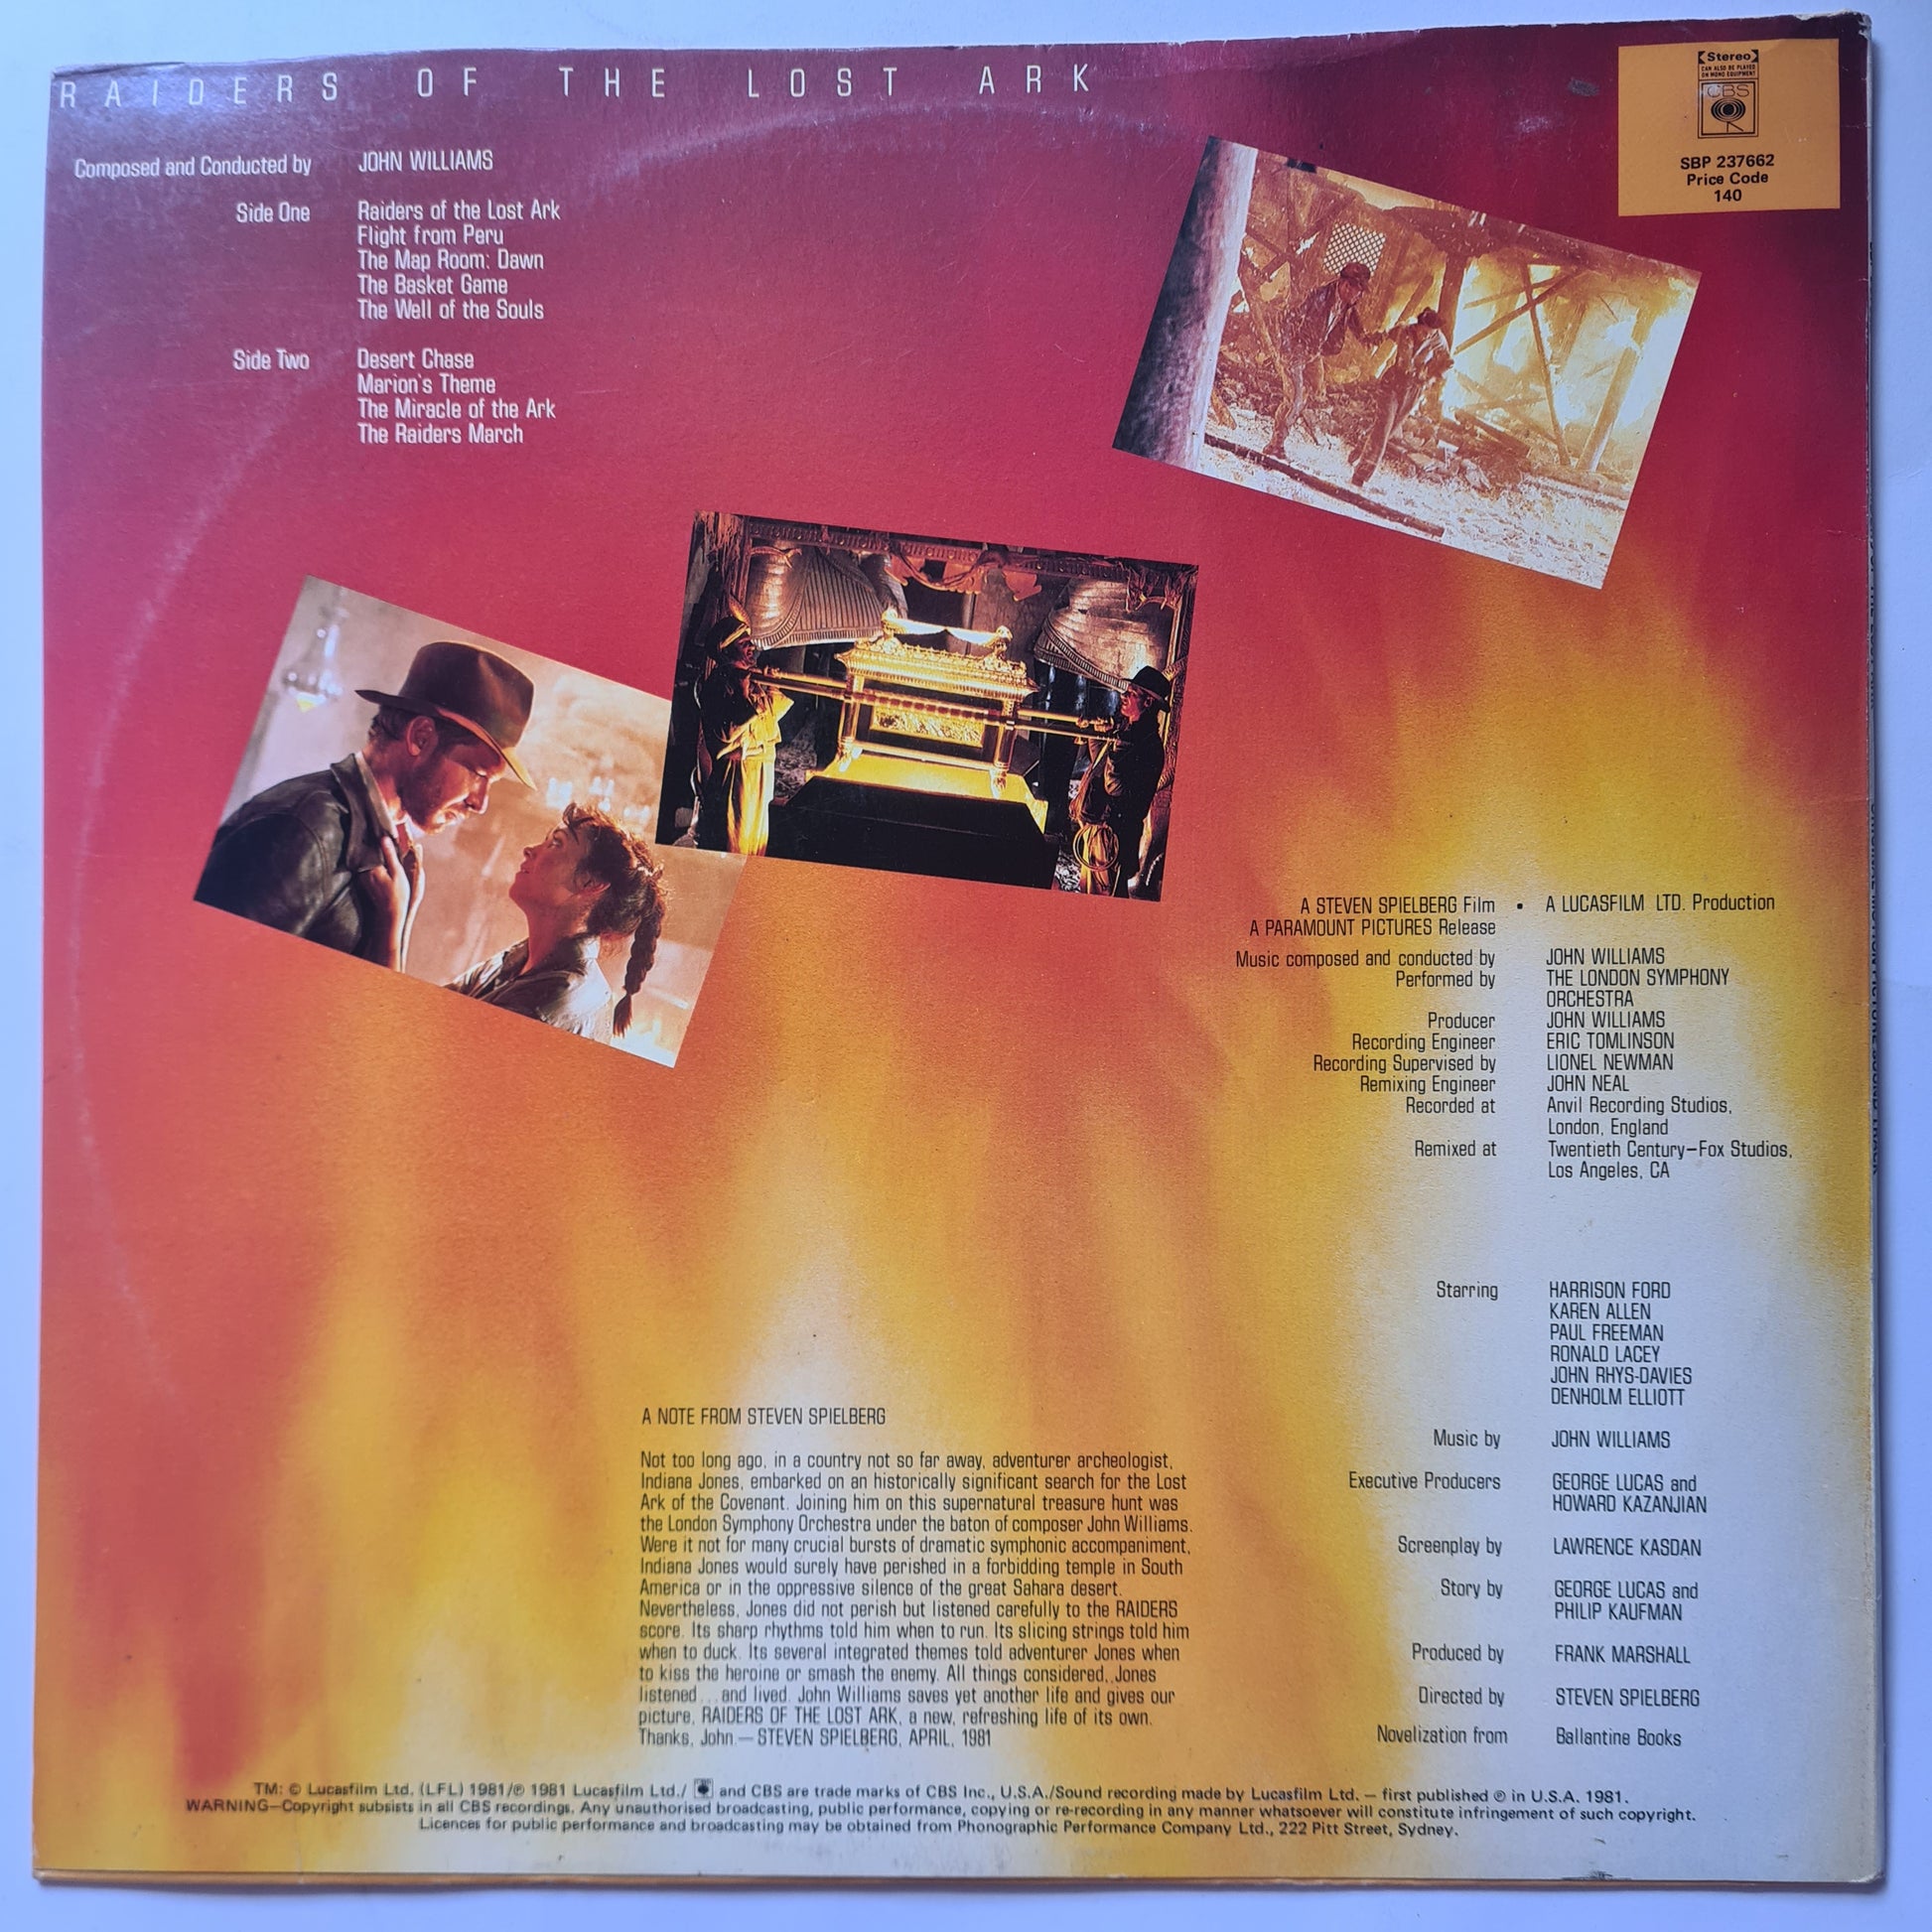 RAIDERS OF THE LOST ARK
Stereo
CAN ALSO BE PLAYED
ON MONO EQUIPMENT
CBS
SBP 237662
Price Code
140
Composed and Conducted by JOHN WILLIAMS
Side One Raiders of the Lost Ark
Flight from Peru
The Map Room: Dawn
The Basket Game
The Well of the Souls
Side Two Desert Chase
Marion's Theme
The Miracle of the Ark
The Raiders March
A STEVEN SPIELBERG Film • A LUCASFILM LTD. Production
A PARAMOUNT PICTURES Release
Music composed and conducted by JOHN WILLIAMS
Performed by THE LONDON SYMPHONY
ORCHESTRA
Producer JOHN WILLIAMS
Recording Engineer ERIC TOMLINSON
Recording Supervised by LIONEL NEWMAN
Remixing Engineer JOHN NEAL
Recorded at Anvil Recording Studios,
London, England
Remixed at Twentieth Century-Fox Studios,
Los Angeles, CA
Starring HARRISON FORD
KAREN ALLEN
PAUL FREEMAN
RONALD LACEY
JOHN RHYS-DAVIES
DENHOLM ELLIOTT
Music by JOHN WILLIAMS
Executive Producers GEORGE LUCAS and
HOWARD KAZANJIAN
Screenplay by LAWRENCE KASDAN
Story by GEORGE LUCAS and
PHILIP KAUFMAN
Produced by FRANK MARSHALL
Directed by STEVEN SPIELBERG
Novelization from Ballantine Books
A NOTE FROM STEVEN SPIELBERG
Not too long ago, in a country not so far away, adventurer archeologist,
Indiana Jones, embarked on an historically significant search for the Lost
Ark of the Covenant. Joining him on this supernatural treasure hunt was
the London Symphony Orchestra under the baton of composer John Williams.
Were it not for many crucial bursts of dramatic symphonic accompaniment,
Indiana Jones would surely have perished in a forbidding temple in South
America or in the oppressive silence of the great Sahara desert.
Nevertheless, Jones did not perish but listened carefully to the RAIDERS
score. Its sharp rhythms told him when to run. Its slicing strings told him
when to duck. Its several integrated themes told adventurer Jones when
to kiss the heroine or smash the enemy. All things considered, Jones
listened...and lived. John Williams saves yet another life and gives our
picture, RAIDERS OF THE LOST ARK, a new, refreshing life of its own.
Thanks, John.—STEVEN SPIELBERG, APRIL, 1981
TM: © Lucasfilm Ltd. (LFL) 1981/℗ 1981 Lucasfilm Ltd./ and CBS are trade marks of CBS Inc., U.S.A./Sound recording made by Lucasfilm Ltd. — first published ℗ in U.S.A. 1981.
WARNING—Copyright subsists in all CBS recordings. Any unauthorised broadcasting, public performance, copying or re-recording in any manner whatsoever will constitute infringement of such copyright.
Licences for public performance and broadcasting may be obtained from Phonographic Performance Company Ltd., 222 Pitt Street, Sydney.